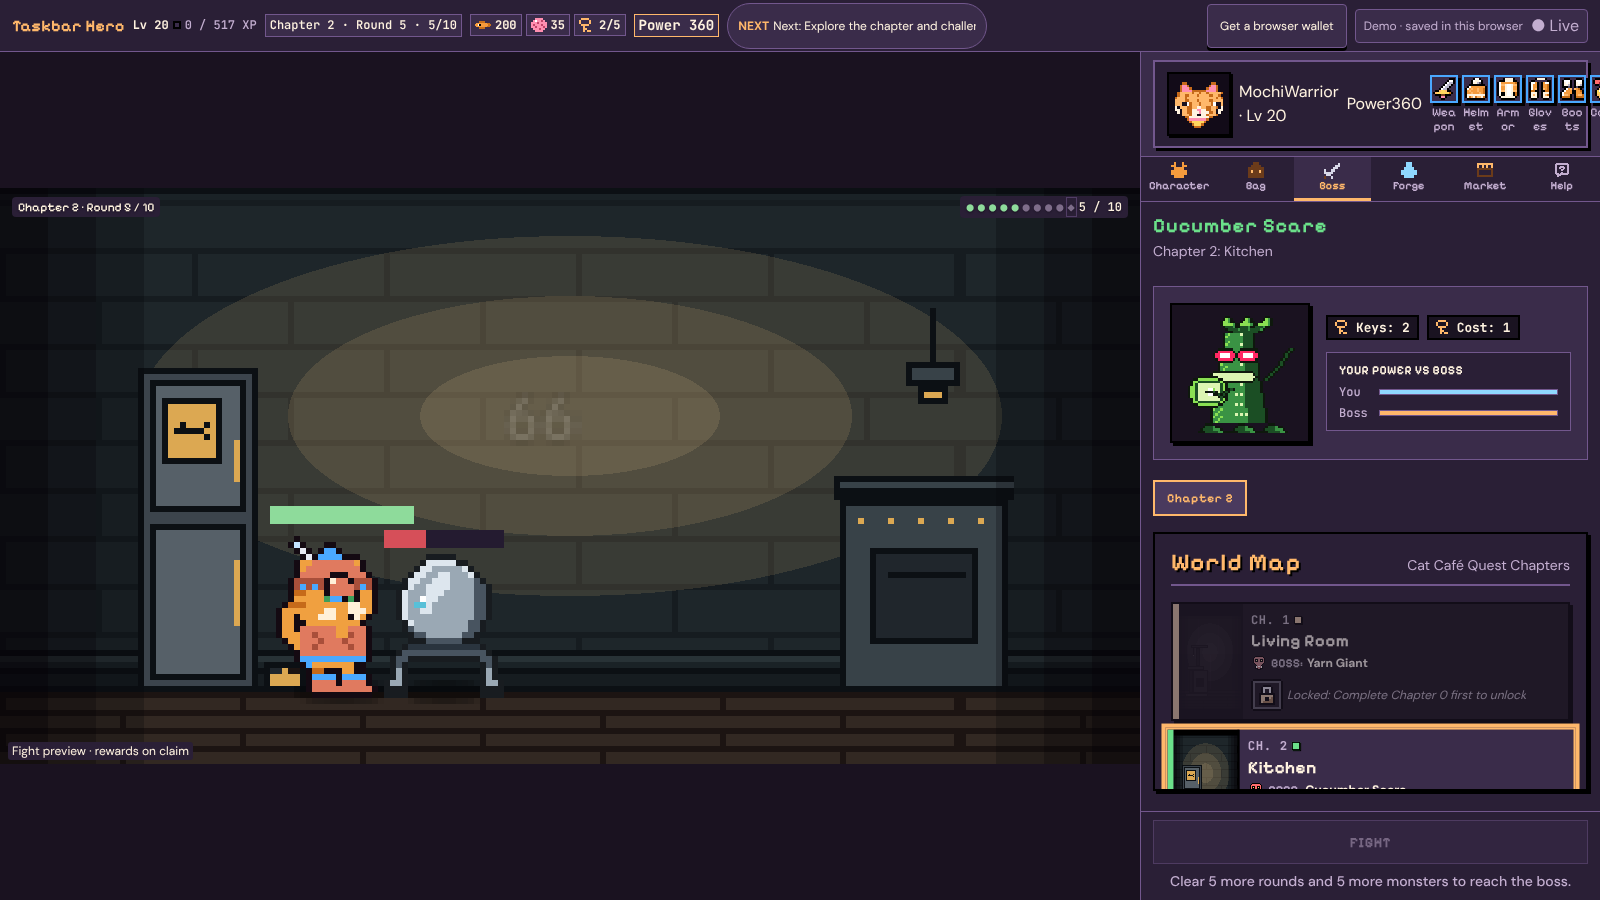 Taskbar Hero
Lv 20
0 / 517 XP
Chapter 2 · Round 5 · 5/10
200
35
2/5
Power 360
NEXT Next: Explore the chapter and challen
Get a browser wallet
Demo · saved in this browser
Live
Chapter 2 · Round 5 / 10
5 / 10
66
Fight preview · rewards on claim
MochiWarrior
· Lv 20
Power360
Wea
pon
Helm
et
Arm
or
Glov
es
Boo
ts
Character
Bag
Boss
Forge
Market
Help
Cucumber Scare
Chapter 2: Kitchen
Keys: 2
Cost: 1
YOUR POWER VS BOSS
You
Boss
Chapter 2
World Map
Cat Café Quest Chapters
CH. 1
Living Room
BOSS: Yarn Giant
Locked: Complete Chapter 0 first to unlock
CH. 2
Kitchen
BOSS: Cucumber Scare
FIGHT
Clear 5 more rounds and 5 more monsters to reach the boss.